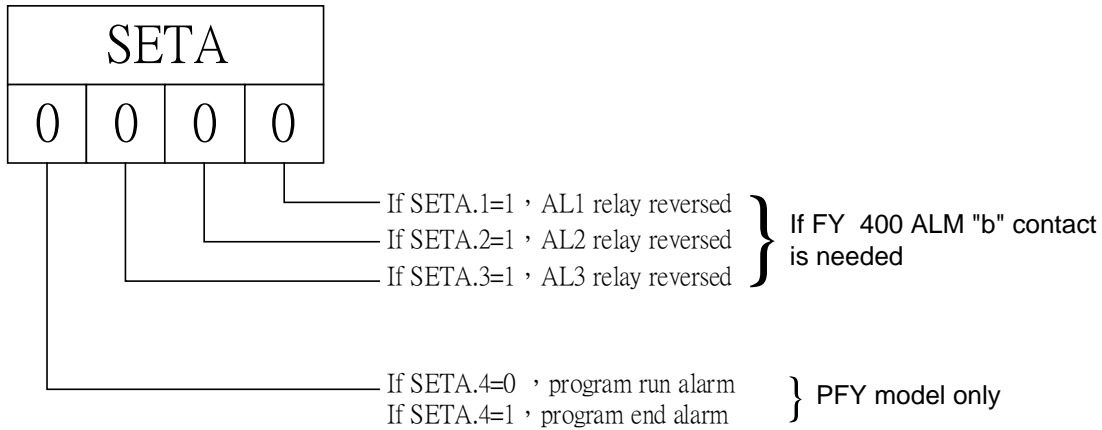 SETA
0 0 0 0
If SETA.1=1，AL1 relay reversed
If SETA.2=1，AL2 relay reversed
If SETA.3=1，AL3 relay reversed
If FY 400 ALM "b" contact
is needed
If SETA.4=0 ，program run alarm
If SETA.4=1，program end alarm
PFY model only